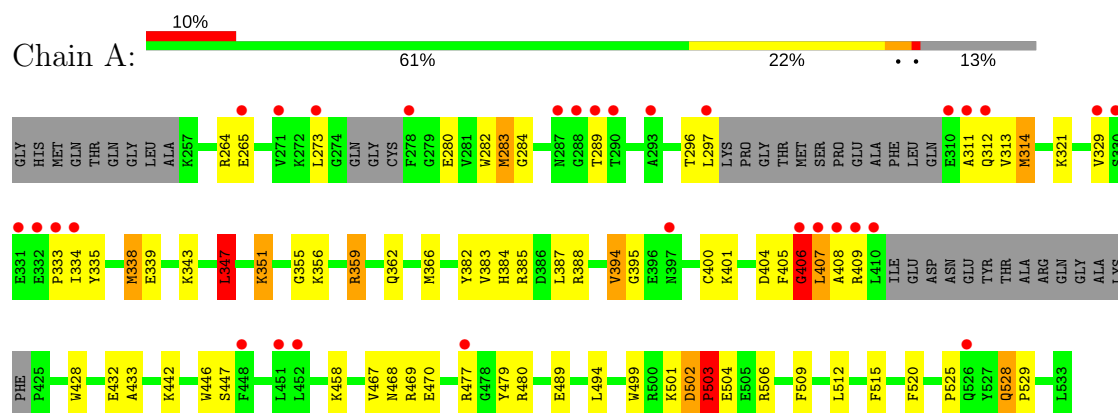 10%
Chain A:
61% 22% • • 13%
GLY HIS MET GLN THR GLN GLY LEU ALA K257 R264 E265 V271 K272 L273 G274 GLN GLY CYS F278 G279 E280 V281 W282 M283 G284 N287 G288 T289 T290 A293 T296 L297 LYS PRO GLY THR MET SER PRO GLU ALA PHE LEU GLN E310 A311 Q312 V313 M314 K321 V329 S330
E331 E332 P333 I334 Y335 M338 E339 K343 L347 K351 G355 K356 R359 Q362 M366 Y382 V383 H384 R385 D386 L387 R388 V394 G395 E396 N397 C400 K401 D404 F405 G406 L407 A408 R409 L410 ILE GLU ASP ASN GLU TYR THR ALA ARG GLN GLY ALA LYS
PHE P425 W428 E432 A433 K442 W446 S447 F448 L451 L452 K458 V467 N468 R469 E470 R477 G478 Y479 R480 E489 L494 W499 R500 K501 D502 P503 E504 E505 R506 F509 L512 F515 F520 P525 Q526 Y527 Q528 P529 L533